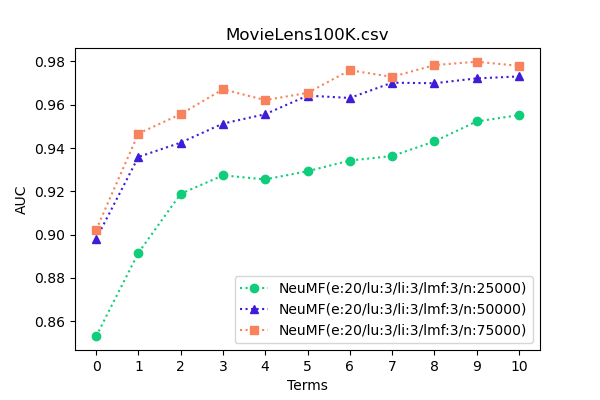 MovieLens100K.csv
AUC
0.98
0.96
0.94
0.92
0.90
0.88
0.86
NeuMF(e:20/lu:3/li:3/lmf:3/n:25000)
NeuMF(e:20/lu:3/li:3/lmf:3/n:50000)
NeuMF(e:20/lu:3/li:3/lmf:3/n:75000)
0 1 2 3 4 5 6 7 8 9 10
Terms